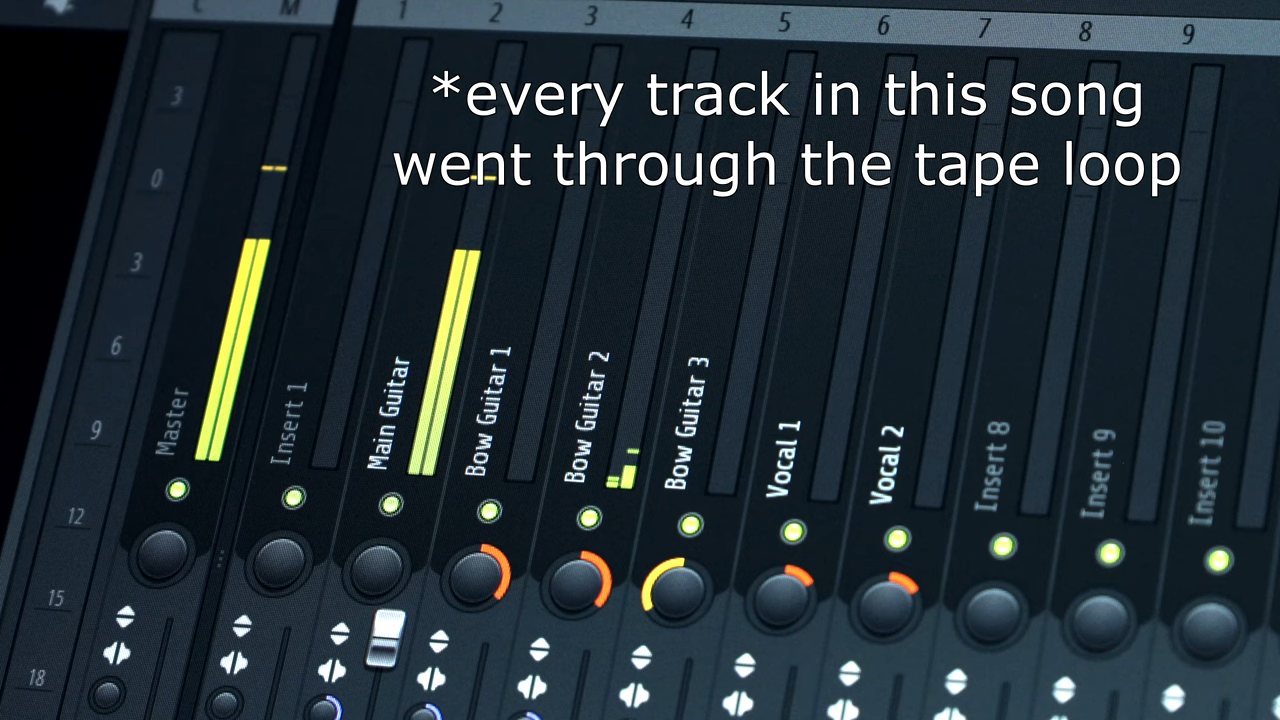 C M 1 2 3 4 5 6 7 8 9
*every track in this song
went through the tape loop
3
0
3
6
9
12
15
18
Master
Insert 1
Main Guitar
Bow Guitar 1
Bow Guitar 2
Bow Guitar 3
Vocal 1
Vocal 2
Insert 8
Insert 9
Insert 10